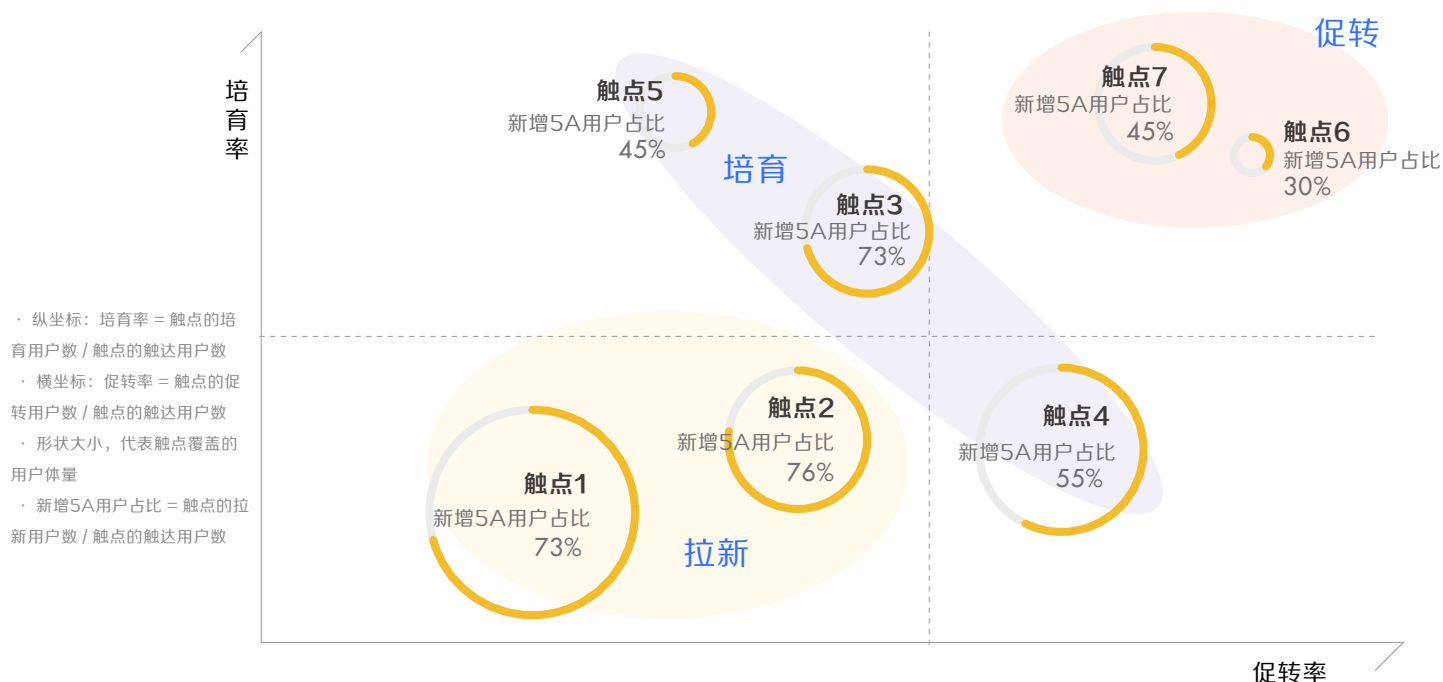 促转
培育率
触点5
新增5A用户占比
45%
触点7
新增5A用户占比
45%
触点6
新增5A用户占比
30%
培育
触点3
新增5A用户占比
73%
· 纵坐标：培育率 = 触点的培
育用户数 / 触点的触达用户数
· 横坐标：促转率 = 触点的促
转用户数 / 触点的触达用户数
· 形状大小，代表触点覆盖的
用户体量
· 新增5A用户占比 = 触点的拉
新用户数 / 触点的触达用户数
触点2
新增5A用户占比
76%
触点4
新增5A用户占比
55%
触点1
新增5A用户占比
73%
拉新
促转率